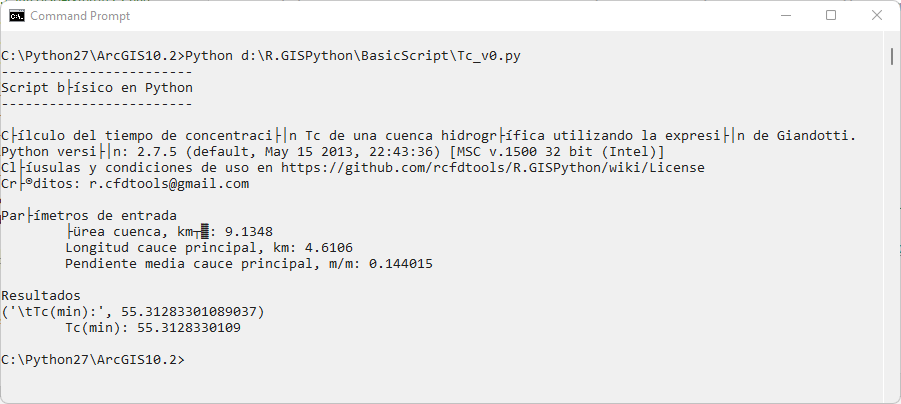 Command Prompt
C:\Python27\ArcGIS10.2>Python d:\R.GISPython\BasicScript\Tc_v0.py
------------------------
Script b├ísico en Python
------------------------
C├ílculo del tiempo de concentraci├│n Tc de una cuenca hidrogr├ífica utilizando la expresi├│n de Giandotti.
Python versi├│n: 2.7.5 (default, May 15 2013, 22:43:36) [MSC v.1500 32 bit (Intel)]
Cl├íusulas y condiciones de uso en https://github.com/rcfdtools/R.GISPython/wiki/License
Cr├®ditos: r.cfdtools@gmail.com
Par├ímetros de entrada
├ürea cuenca, km┬▓: 9.1348
Longitud cauce principal, km: 4.6106
Pendiente media cauce principal, m/m: 0.144015
Resultados
('\tTc(min):', 55.31283301089037)
Tc(min): 55.3128330109
C:\Python27\ArcGIS10.2>